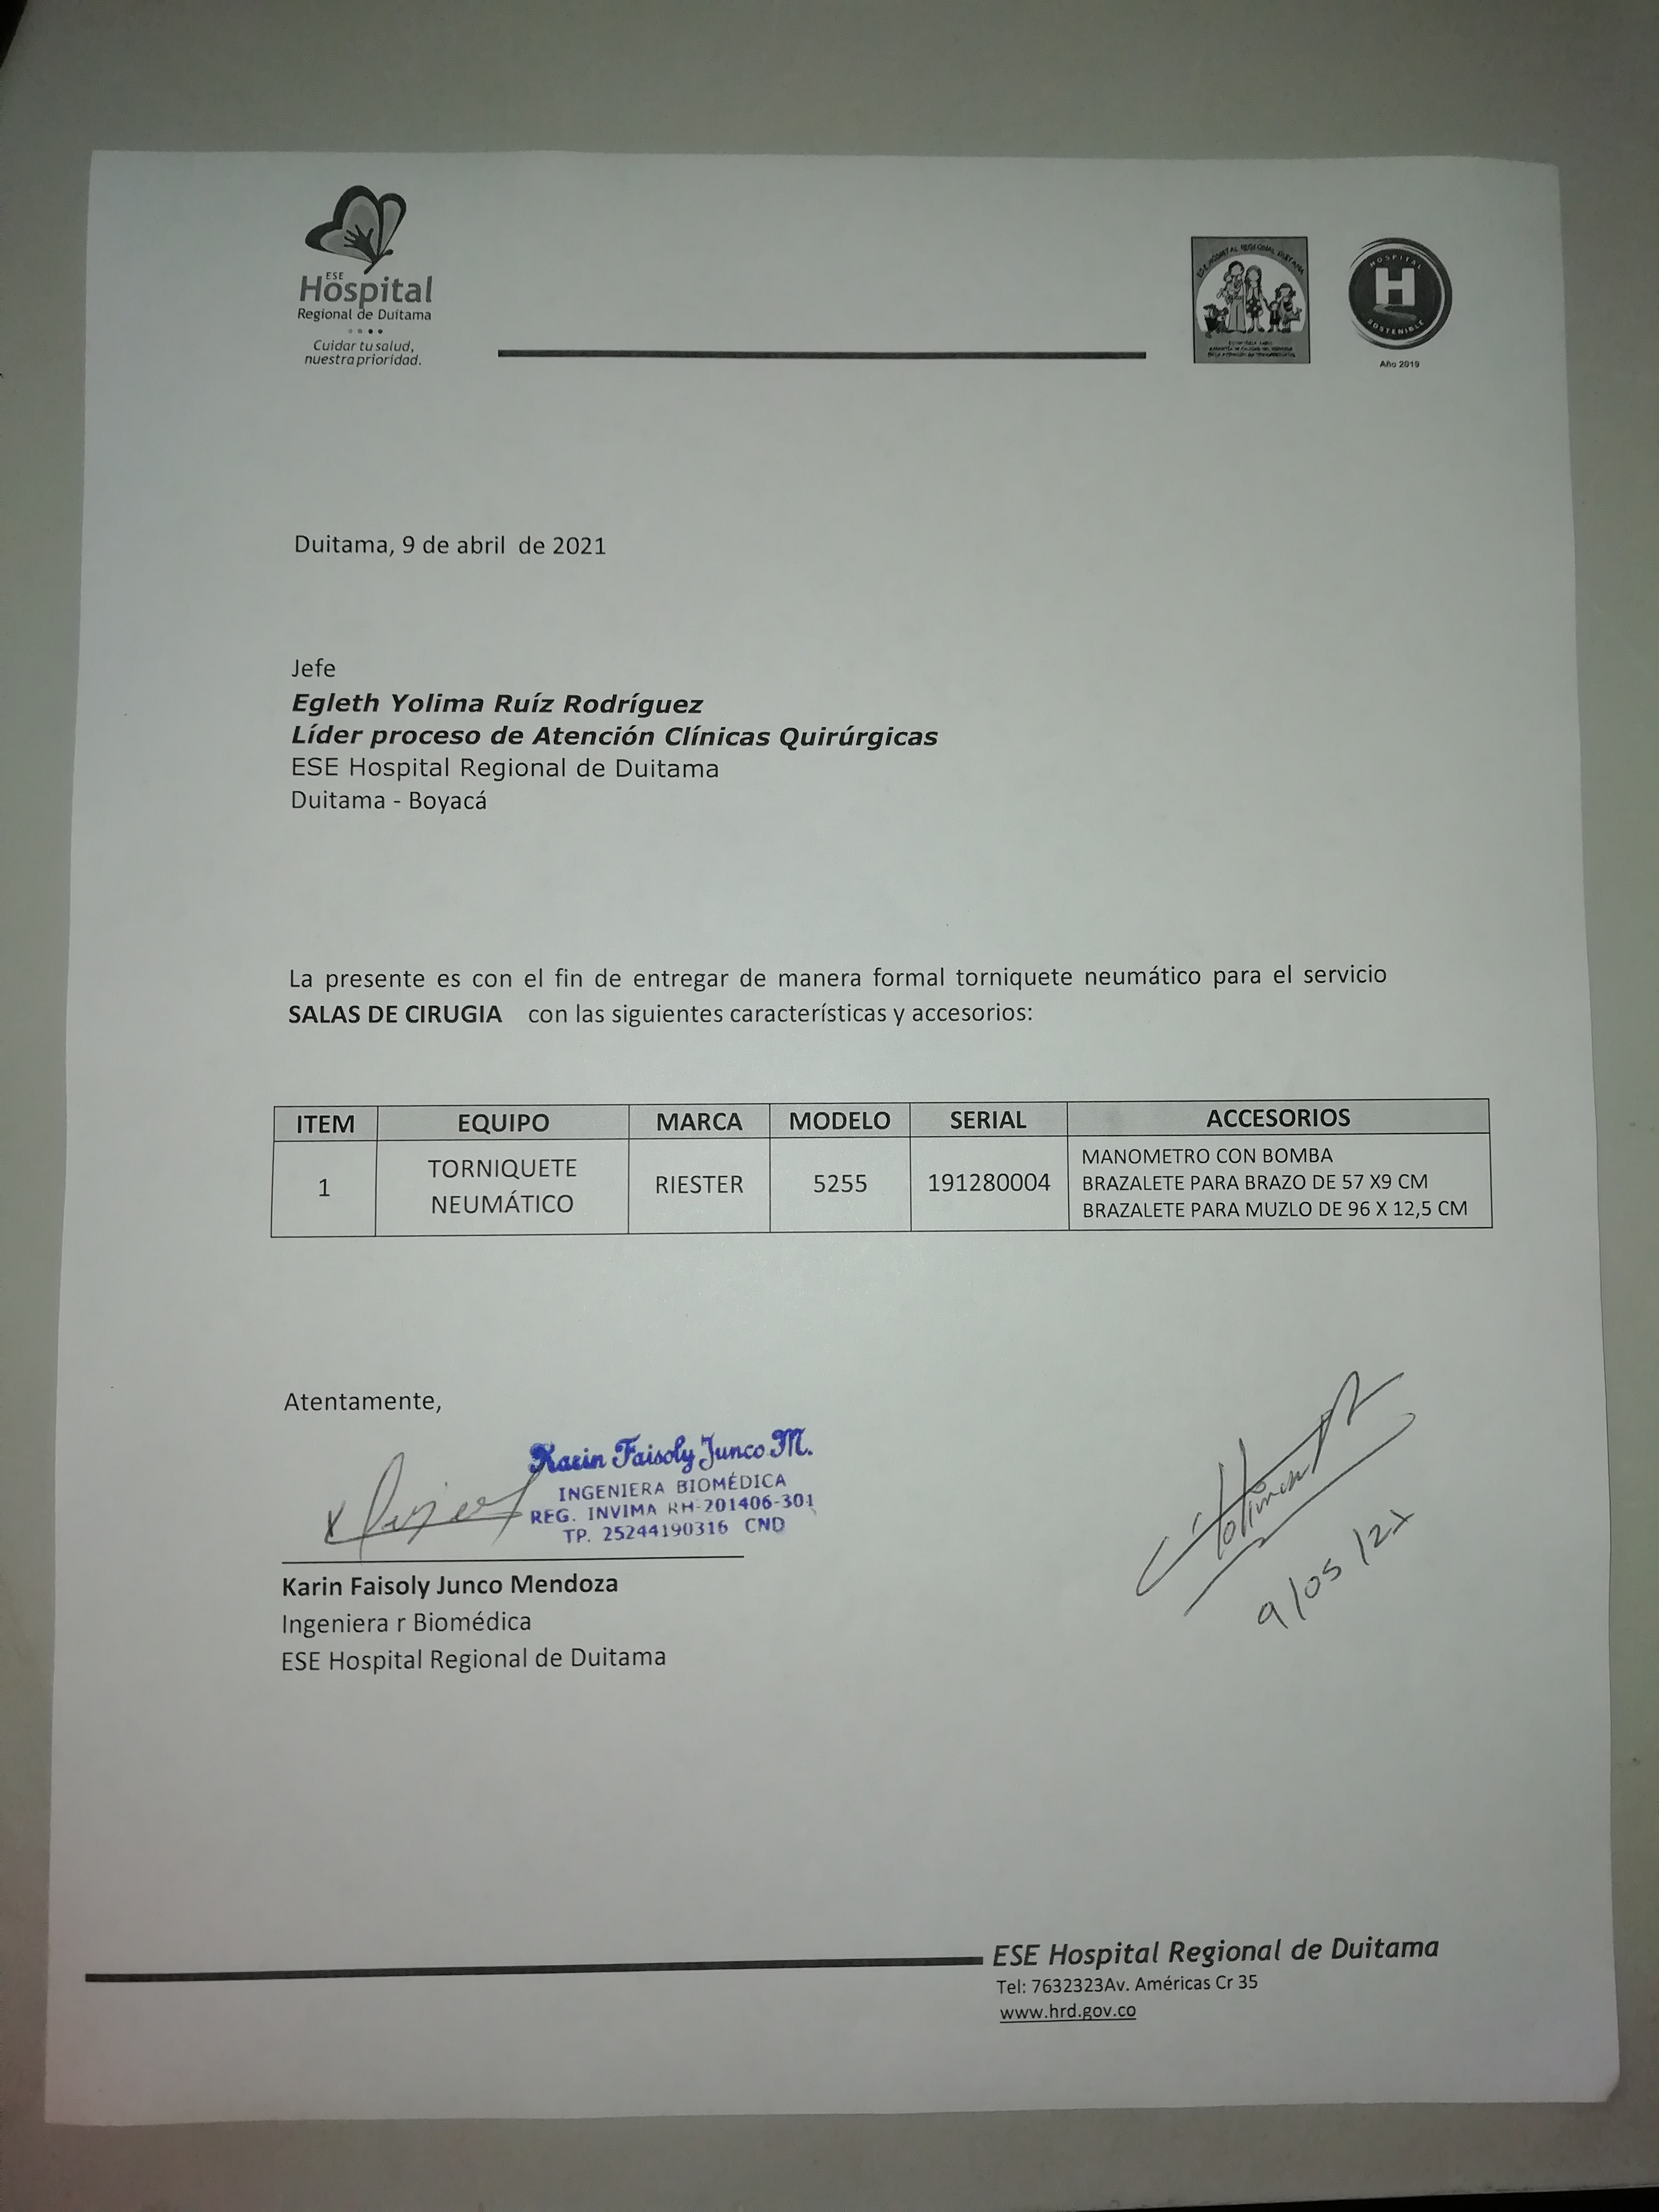 ESE
Hospital
Regional de Duitama
Cuidar tu salud,
nuestra prioridad.
ESE HOSPITAL REGIONAL DUITAMA
HOSPITAL
H
SOSTENIBLE
Año 2019
Duitama, 9 de abril de 2021
Jefe
Egleth Yolima Ruíz Rodríguez
Líder proceso de Atención Clínicas Quirúrgicas
ESE Hospital Regional de Duitama
Duitama - Boyacá
La presente es con el fin de entregar de manera formal torniquete neumático para el servicio
SALAS DE CIRUGIA con las siguientes características y accesorios:
ITEM EQUIPO MARCA MODELO SERIAL ACCESORIOS
1 TORNIQUETE NEUMÁTICO RIESTER 5255 191280004 MANOMETRO CON BOMBA
BRAZALETE PARA BRAZO DE 57 X9 CM
BRAZALETE PARA MUZLO DE 96 X 12,5 CM
Atentamente,
Karin Faisoly Junco M.
INGENIERA BIOMÉDICA
REG. INVIMA RH-201406-301
TP. 25244190316 CND
Karin Faisoly Junco Mendoza
Ingeniera r Biomédica
ESE Hospital Regional de Duitama
9/05/21
ESE Hospital Regional de Duitama
Tel: 7632323Av. Américas Cr 35
www.hrd.gov.co